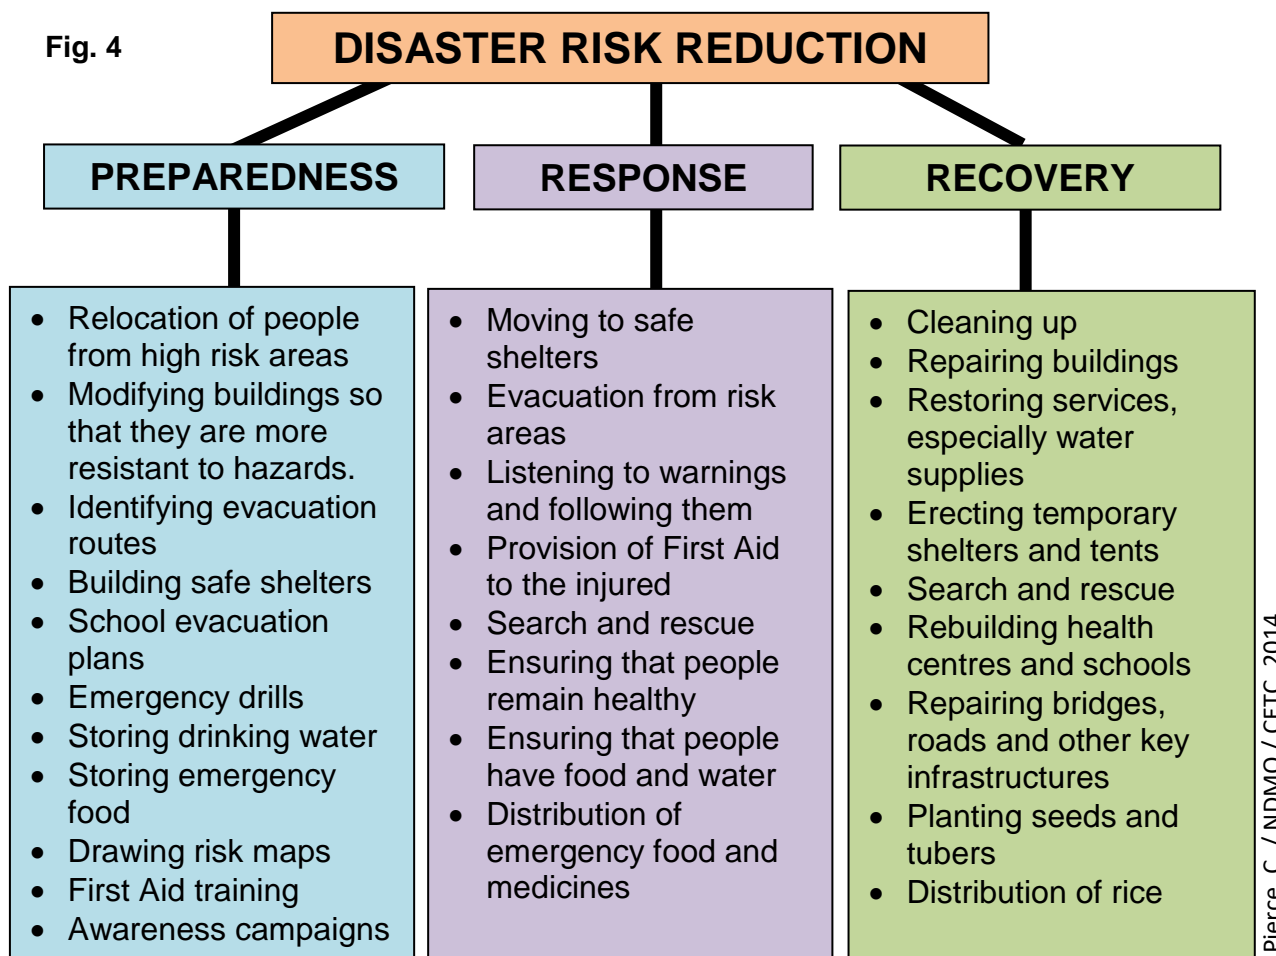 Fig. 4
DISASTER RISK REDUCTION
PREPAREDNESS
RESPONSE
RECOVERY
• Relocation of people
from high risk areas
• Modifying buildings so
that they are more
resistant to hazards.
• Identifying evacuation
routes
• Building safe shelters
• School evacuation
plans
• Emergency drills
• Storing drinking water
• Storing emergency
food
• Drawing risk maps
• First Aid training
• Awareness campaigns
• Moving to safe
shelters
• Evacuation from risk
areas
• Listening to warnings
and following them
• Provision of First Aid
to the injured
• Search and rescue
• Ensuring that people
remain healthy
• Ensuring that people
have food and water
• Distribution of
emergency food and
medicines
• Cleaning up
• Repairing buildings
• Restoring services,
especially water
supplies
• Erecting temporary
shelters and tents
• Search and rescue
• Rebuilding health
centres and schools
• Repairing bridges,
roads and other key
infrastructures
• Planting seeds and
tubers
• Distribution of rice
Pierce, C. / NDMO / CETC, 2014